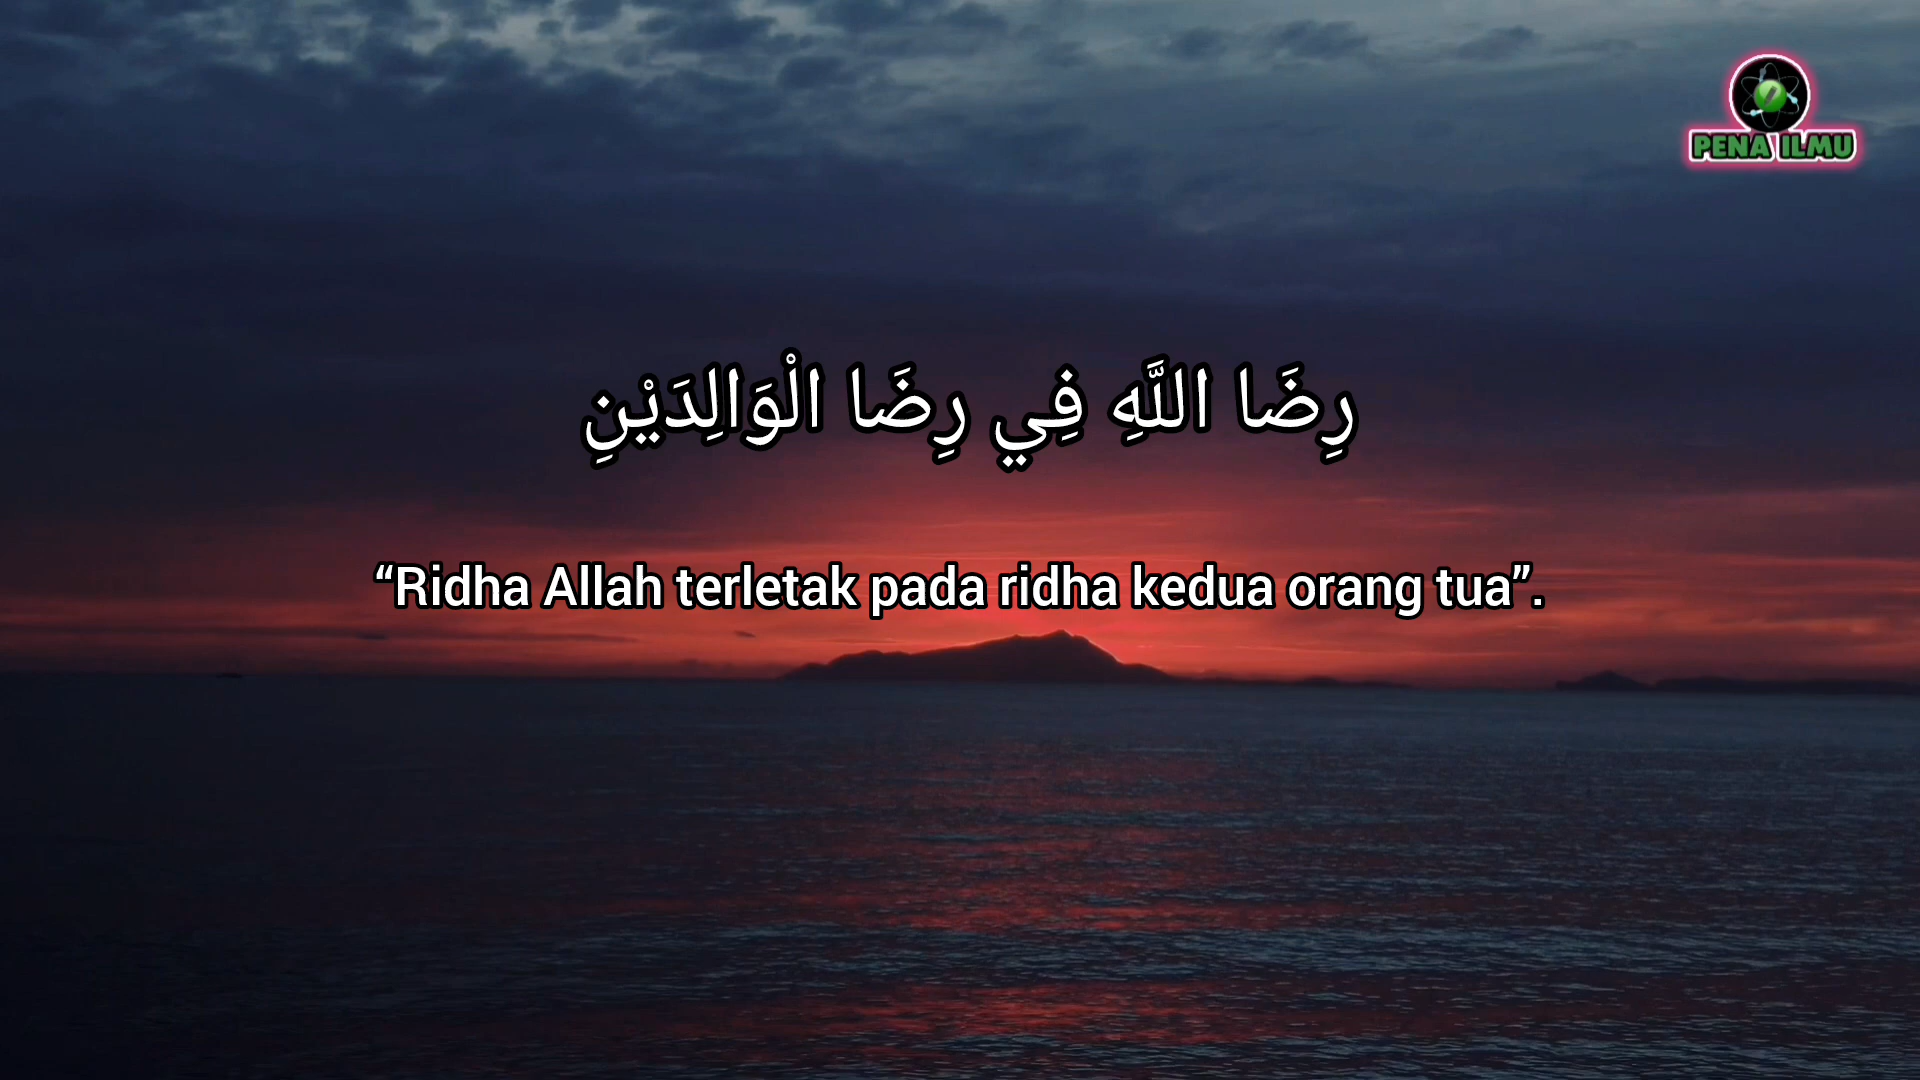 PENA ILMU
رِضَا اللَّهِ فِي رِضَا الْوَالِدَيْنِ
“Ridha Allah terletak pada ridha kedua orang tua”.